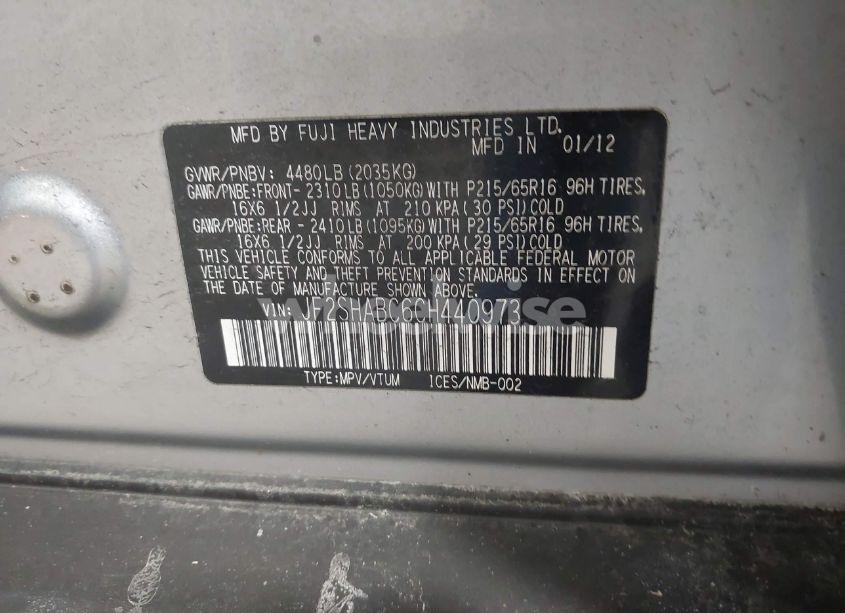 MFD BY FUJI HEAVY INDUSTRIES LTD.
MFD IN 01/12
GVWR/PNBV: 4480LB (2035KG)
GAWR/PNBE:FRONT- 2310LB (1050KG) WITH P215/65R16 96H TIRES,
16X6 1/2JJ RIMS AT 210 KPA (30 PSI) COLD
GAWR/PNBE:REAR - 2410LB (1095KG) WITH P215/65R16 96H TIRES,
16X6 1/2JJ RIMS AT 200 KPA (29 PSI) COLD
THIS VEHICLE CONFORMS TO ALL APPLICABLE FEDERAL MOTOR
VEHICLE SAFETY AND THEFT PREVENTION STANDARDS IN EFFECT ON
THE DATE OF MANUFACTURE SHOWN ABOVE.
VIN: JF2SHABC6CH440973
TYPE:MPV/VTUM ICES/NMB-002